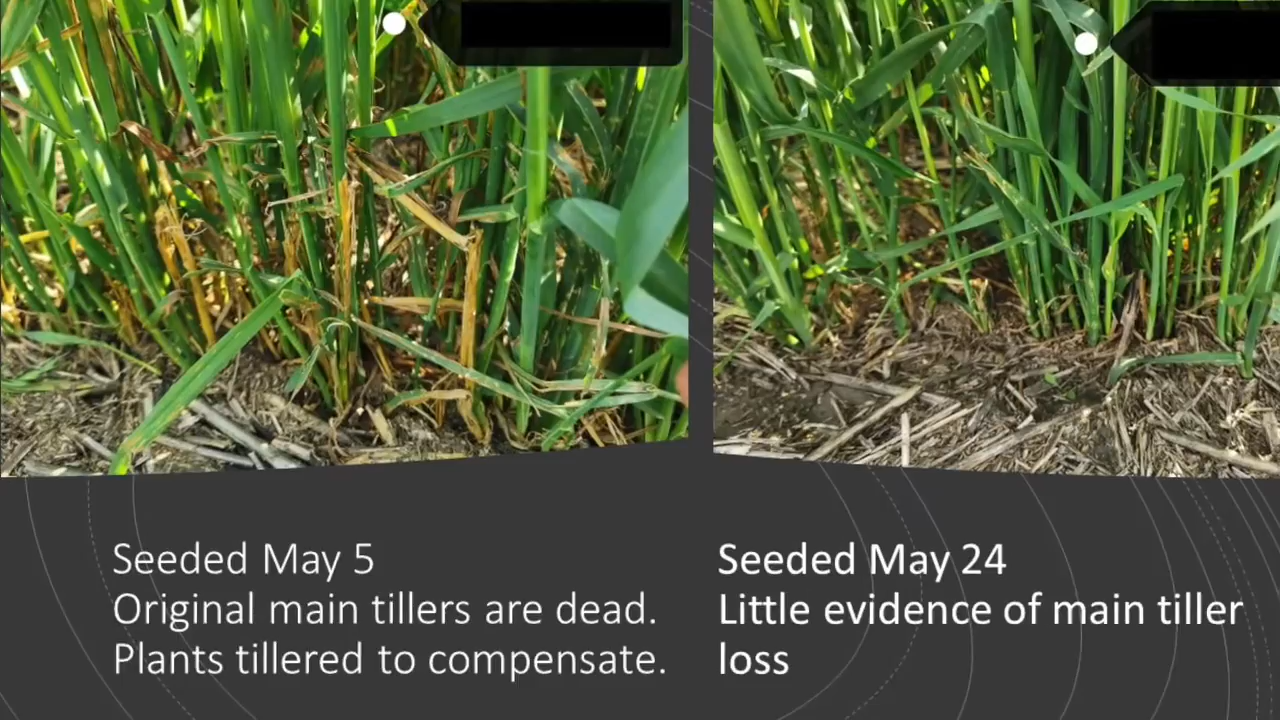 Seeded May 5
Original main tillers are dead.
Plants tillered to compensate.
Seeded May 24
Little evidence of main tiller
loss